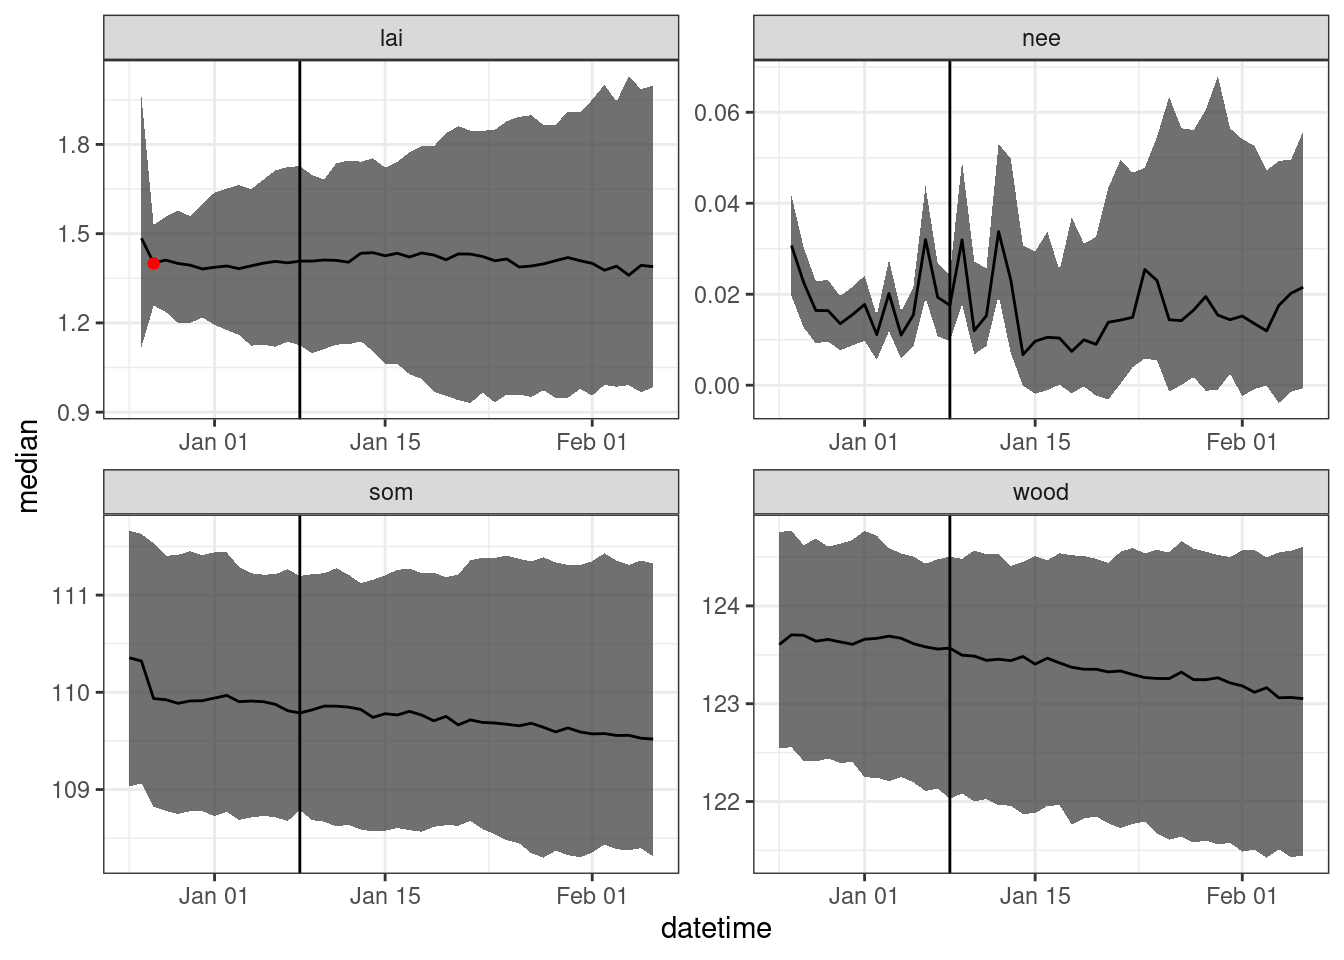 lai
nee
1.8
1.5
1.2
0.9
0.06
0.04
0.02
0.00
Jan 01 Jan 15 Feb 01
Jan 01 Jan 15 Feb 01
median
som
wood
111
110
109
124
123
122
Jan 01 Jan 15 Feb 01
Jan 01 Jan 15 Feb 01
datetime